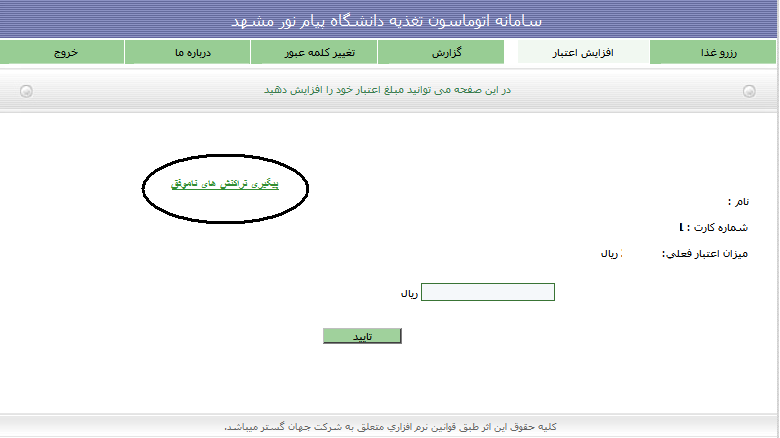 سامانه اتوماسون تغذیه دانشگاه پیام نور مشهد
رزرو غذا
افزایش اعتبار
گزارش
تغییر کلمه عبور
درباره ما
خروج
در این صفحه می توانید مبلغ اعتبار خود را افزایش دهید
پیگیری تراکنش های ناموفق
نام :
شماره کارت : 1
میزان اعتبار فعلی: ریال
ریال
تایید
کلیه حقوق این اثر طبق قوانین نرم افزاری متعلق به شرکت جهان گستر میباشد.